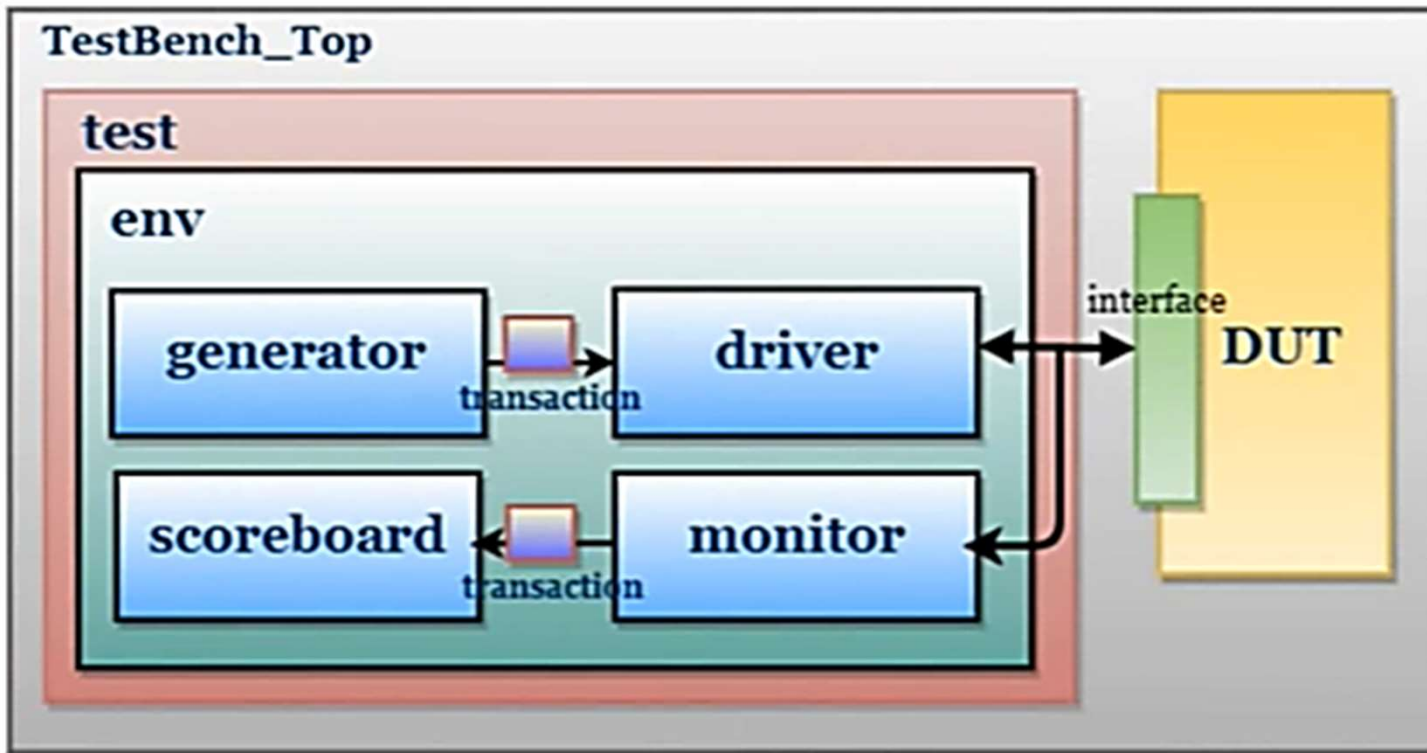 TestBench_Top
test
env
generator
transaction
driver
interface
DUT
scoreboard
transaction
monitor